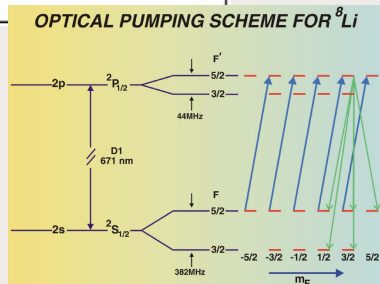 OPTICAL PUMPING SCHEME FOR ⁸Li
F'
2p ²P1/2 5/2
3/2
44MHz
D1
671 nm
F
2s ²S1/2 5/2
3/2
382MHz
-5/2 -3/2 -1/2 1/2 3/2 5/2
mF